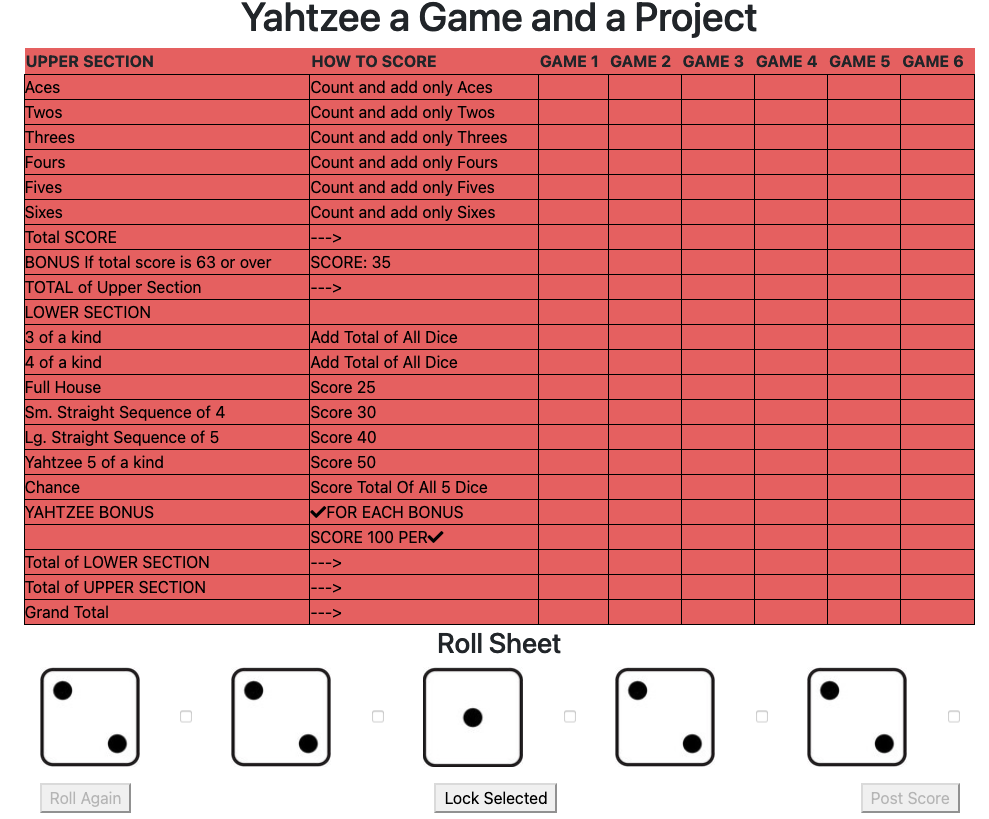 Yahtzee a Game and a Project
UPPER SECTION HOW TO SCORE GAME 1 GAME 2 GAME 3 GAME 4 GAME 5 GAME 6
Aces Count and add only Aces
Twos Count and add only Twos
Threes Count and add only Threes
Fours Count and add only Fours
Fives Count and add only Fives
Sixes Count and add only Sixes
Total SCORE --->
BONUS If total score is 63 or over SCORE: 35
TOTAL of Upper Section --->
LOWER SECTION
3 of a kind Add Total of All Dice
4 of a kind Add Total of All Dice
Full House Score 25
Sm. Straight Sequence of 4 Score 30
Lg. Straight Sequence of 5 Score 40
Yahtzee 5 of a kind Score 50
Chance Score Total Of All 5 Dice
YAHTZEE BONUS ✔FOR EACH BONUS
SCORE 100 PER✔
Total of LOWER SECTION --->
Total of UPPER SECTION --->
Grand Total --->
Roll Sheet
Roll Again Lock Selected Post Score